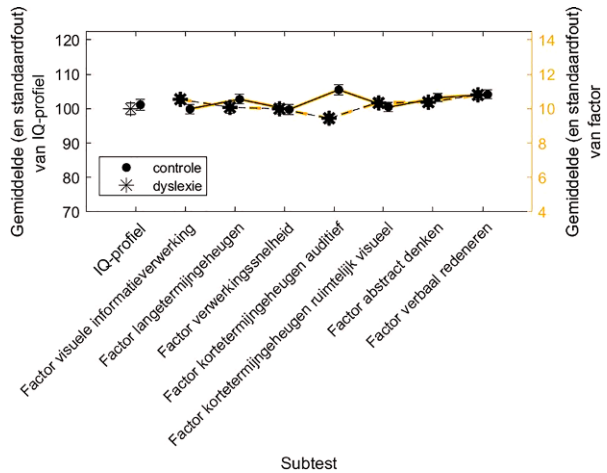 Gemiddelde (en standaardfout)
van IQ-profiel
120
110
100
90
80
70
controle
dyslexie
14
12
10
8
6
4
Gemiddelde (en standaardfout)
van factor
IQ-profiel
Factor visuele informatieverwerking
Factor langetermijngeheugen
Factor verwerkingssnelheid
Factor kortetermijngeheugen auditief
Factor kortetermijngeheugen ruimtelijk visueel
Factor abstract denken
Factor verbaal redeneren
Subtest